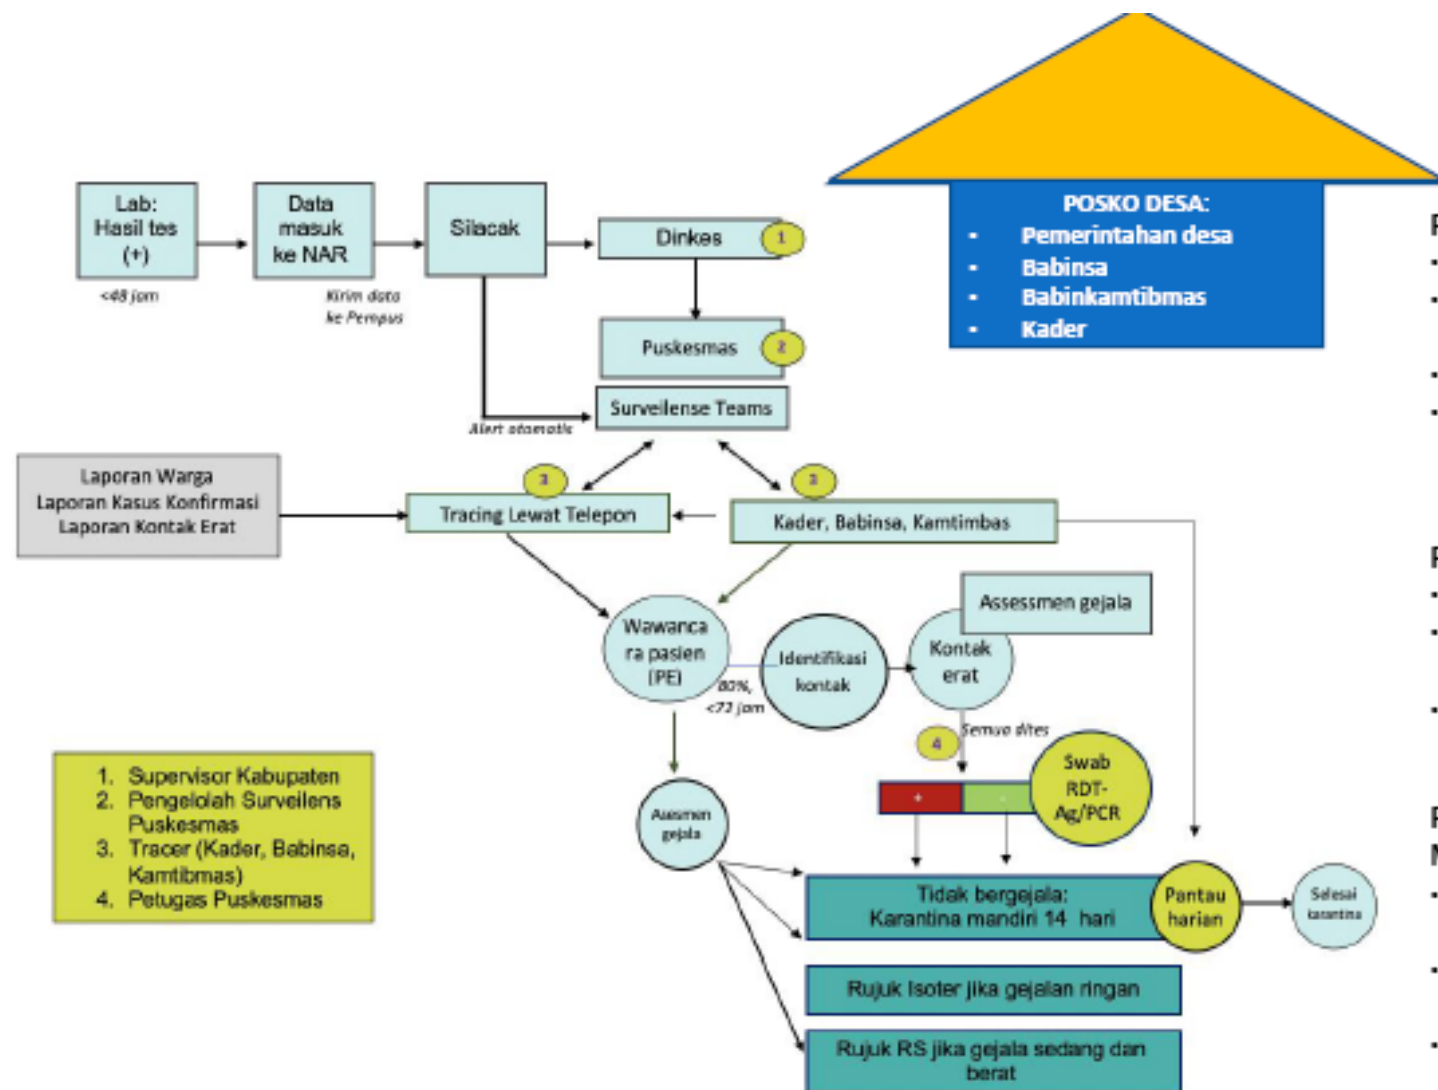 POSKO DESA:
- Pemerintahan desa
- Babinsa
- Babinkamtibmas
- Kader
Lab:
Hasil tes
(+)
<48 jam
Data
masuk
ke NAR
Kirim data
ke Pempus
Silacak
Dinkes
1
Puskesmas
2
Surveilense Teams
Alert otomatis
Laporan Warga
Laporan Kasus Konfirmasi
Laporan Kontak Erat
3
Tracing Lewat Telepon
3
Kader, Babinsa, Kamtimbas
Wawanca
ra pasien
(PE)
80%,
<72 jam
Identifikasi
kontak
Kontak
erat
Assessmen gejala
4
Semua dites
+
-
Swab
RDT-
Ag/PCR
1. Supervisor Kabupaten
2. Pengelolah Surveilens
Puskesmas
3. Tracer (Kader, Babinsa,
Kamtibmas)
4. Petugas Puskesmas
gejala
Tidak bergejala:
Karantina mandiri 14 hari
Pantau
harian
Selesai
karantina
Rujuk Isoter jika gejalan ringan
Rujuk RS jika gejala sedang dan
berat